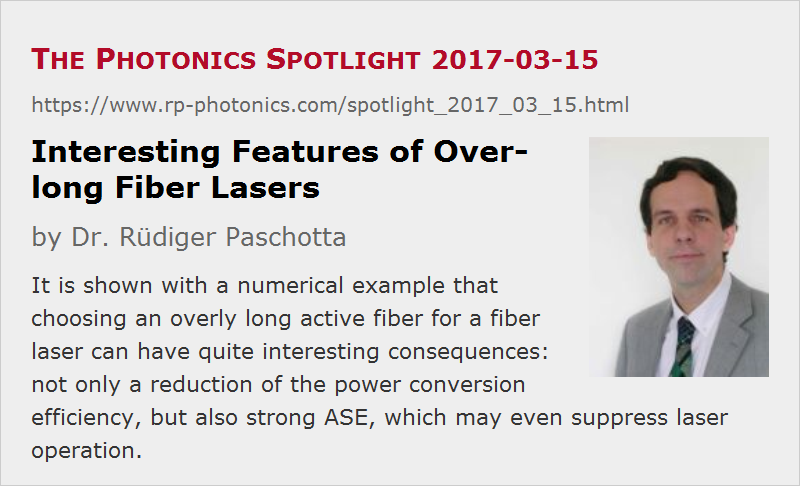 The Photonics Spotlight 2017-03-15
https://www.rp-photonics.com/spotlight_2017_03_15.html
Interesting Features of Over-
long Fiber Lasers
by Dr. Rüdiger Paschotta
It is shown with a numerical example that
choosing an overly long active fiber for a fiber
laser can have quite interesting consequences:
not only a reduction of the power conversion
efficiency, but also strong ASE, which may even suppress laser
operation.